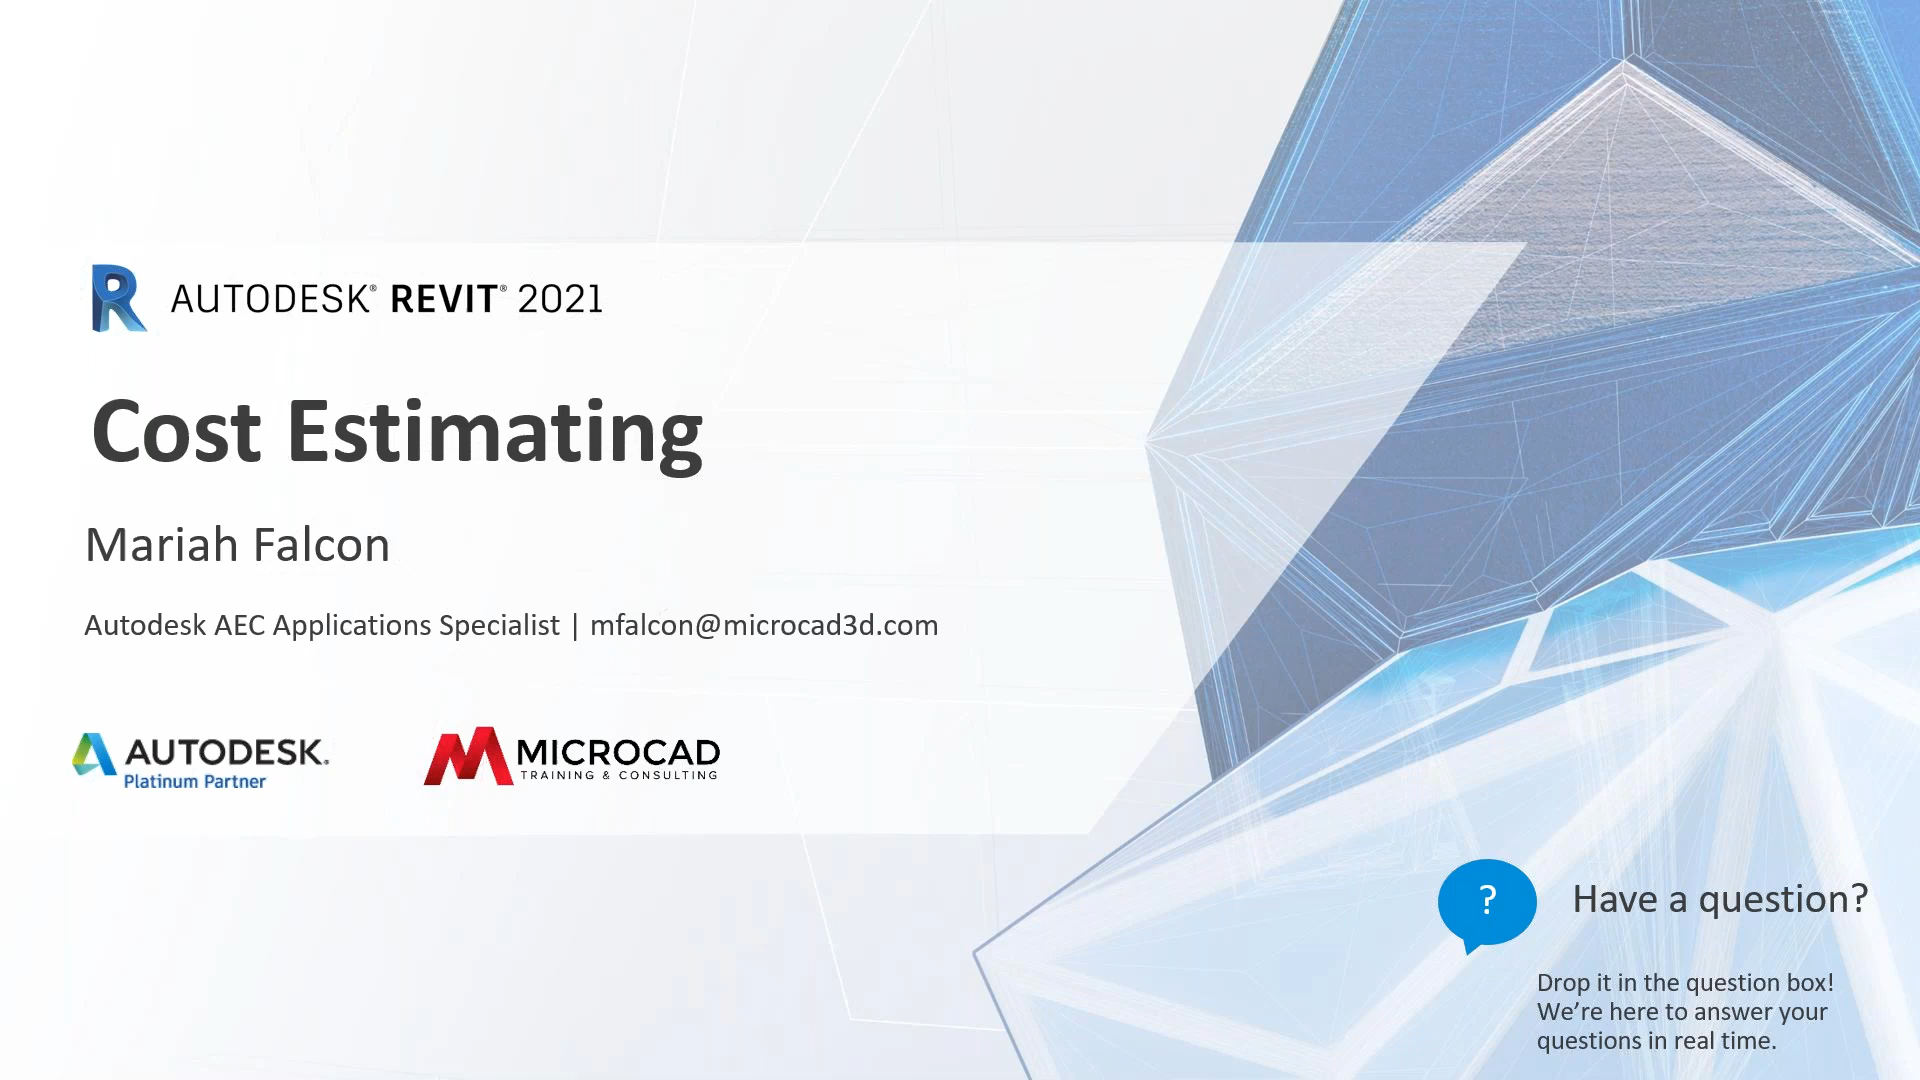 AUTODESK® REVIT® 2021
Cost Estimating
Mariah Falcon
Autodesk AEC Applications Specialist | mfalcon@microcad3d.com
AUTODESK.
Platinum Partner
MICROCAD
TRAINING & CONSULTING
?
Have a question?
Drop it in the question box!
We’re here to answer your
questions in real time.